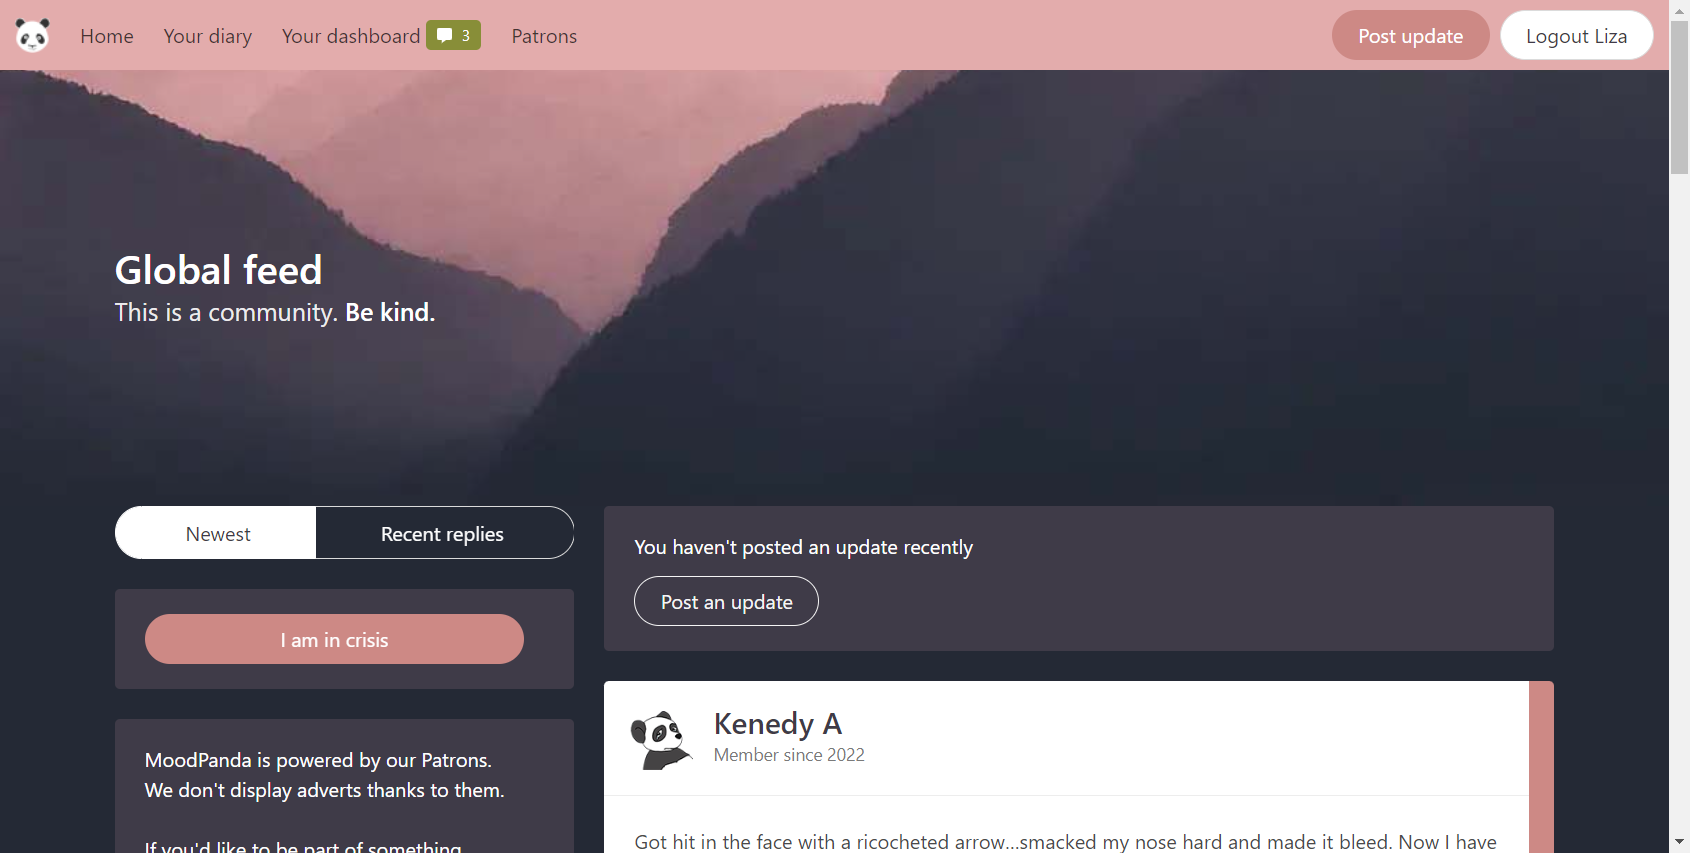 Home Your diary Your dashboard 3 Patrons Post update Logout Liza
Global feed
This is a community. Be kind.
Newest Recent replies
You haven't posted an update recently
Post an update
I am in crisis
MoodPanda is powered by our Patrons.
We don't display adverts thanks to them.
If you'd like to be part of something
Kenedy A
Member since 2022
Got hit in the face with a ricocheted arrow...smacked my nose hard and made it bleed. Now I have